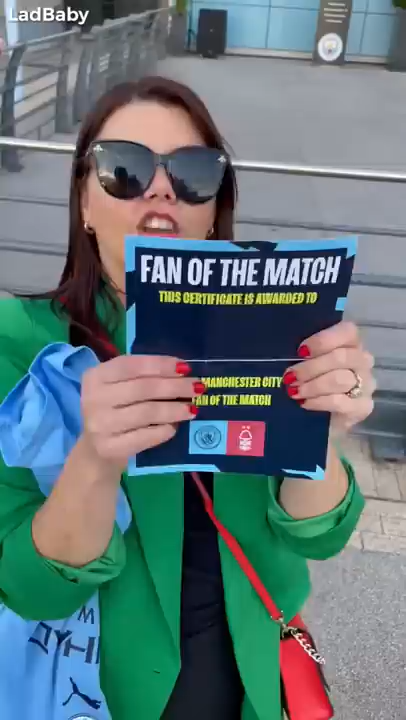 LadBaby
FAN OF THE MATCH
THIS CERTIFICATE IS AWARDED TO
MANCHESTER CITY
FAN OF THE MATCH